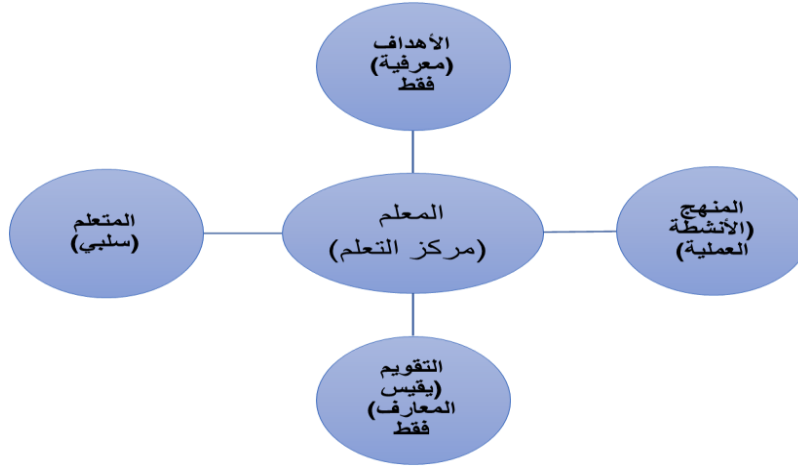 الأهداف
(معرفية)
فقط
المنهج
(الأنشطة
العملية)
المعلم
(مركز التعلم)
المتعلم
(سلبي)
التقويم
(يقيس
المعارف)
فقط